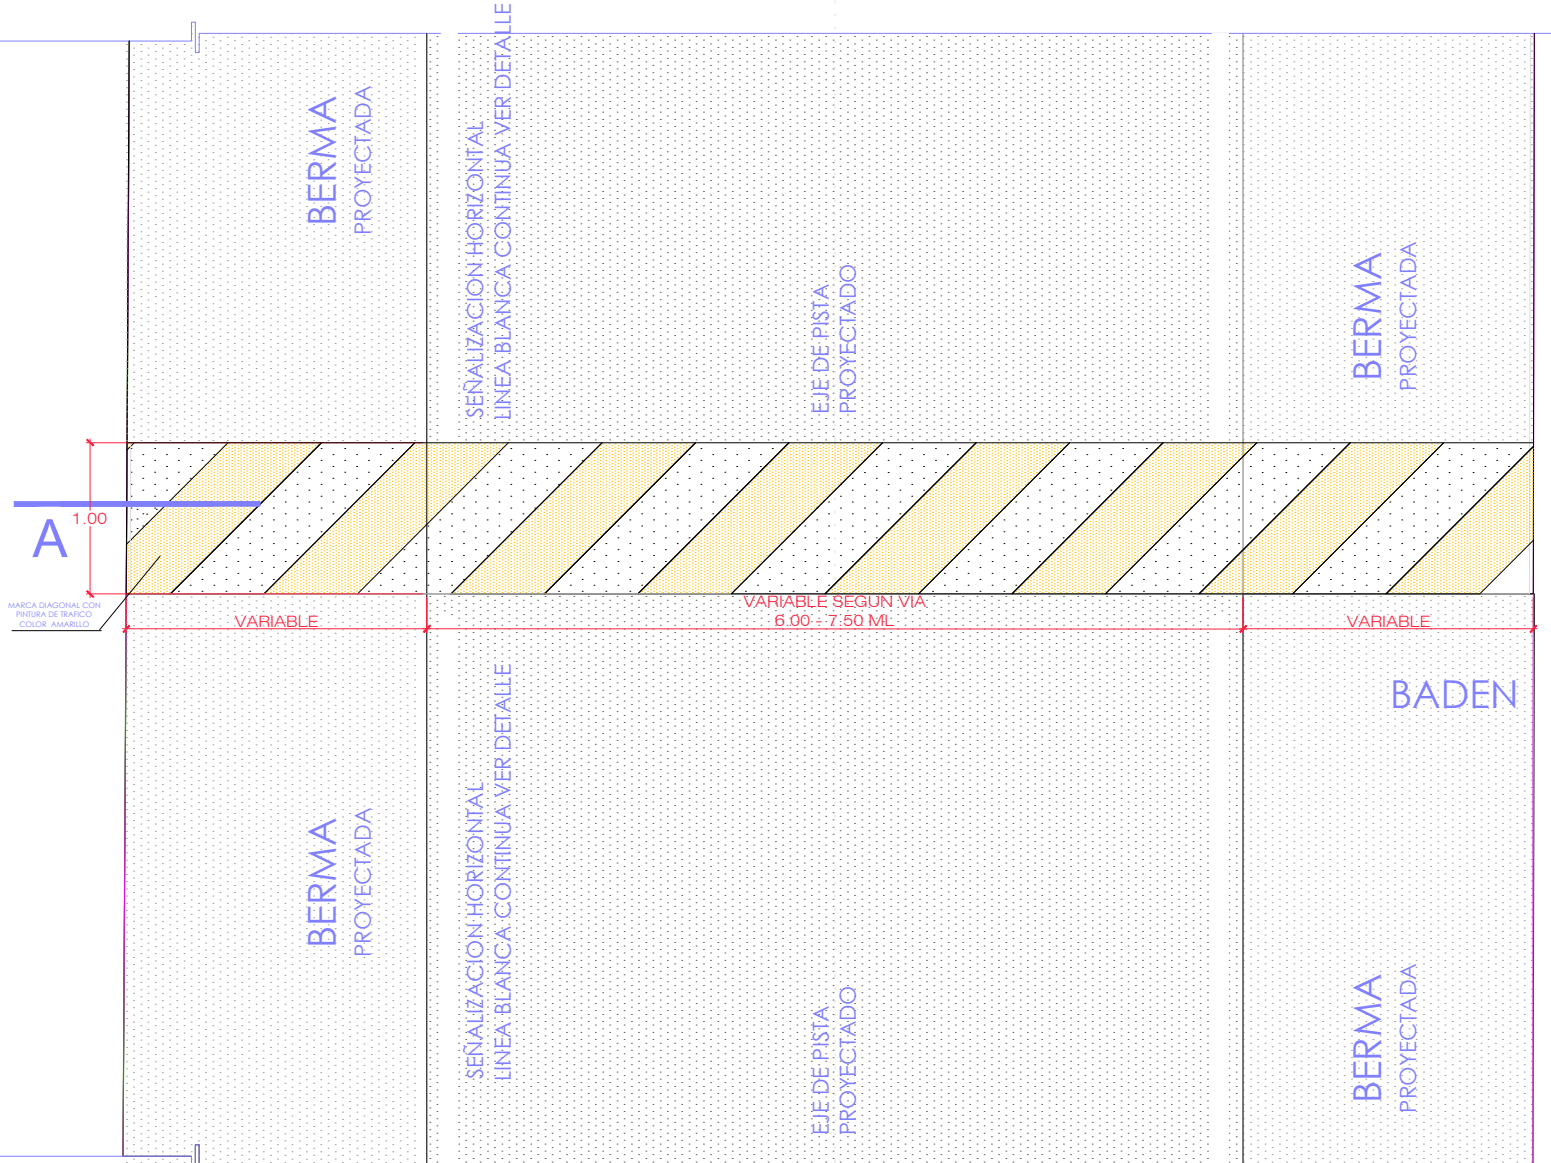 BERMA
PROYECTADA
SEÑALIZACION HORIZONTAL
LINEA BLANCA CONTINUA VER DETALLE
EJE DE PISTA
PROYECTADO
BERMA
PROYECTADA
A
1.00
MARCA DIAGONAL CON
PINTURA DE TRAFICO
COLOR AMARILLO
VARIABLE
VARIABLE SEGUN VIA
6.00 - 7.50 ML
VARIABLE
BADEN
BERMA
PROYECTADA
SEÑALIZACION HORIZONTAL
LINEA BLANCA CONTINUA VER DETALLE
EJE DE PISTA
PROYECTADO
BERMA
PROYECTADA